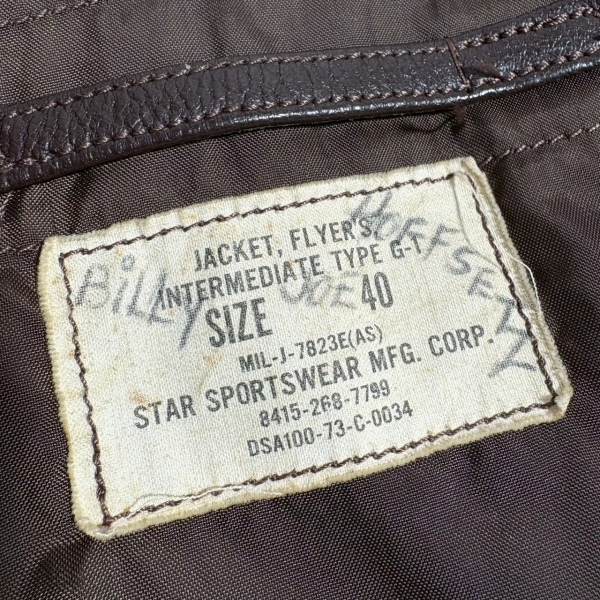 JACKET, FLYER'S,
INTERMEDIATE TYPE G-1
SIZE 40
MIL-J-7823E(AS)
STAR SPORTSWEAR MFG. CORP.
8415-268-7799
DSA100-73-C-0034
BiLLY JOE